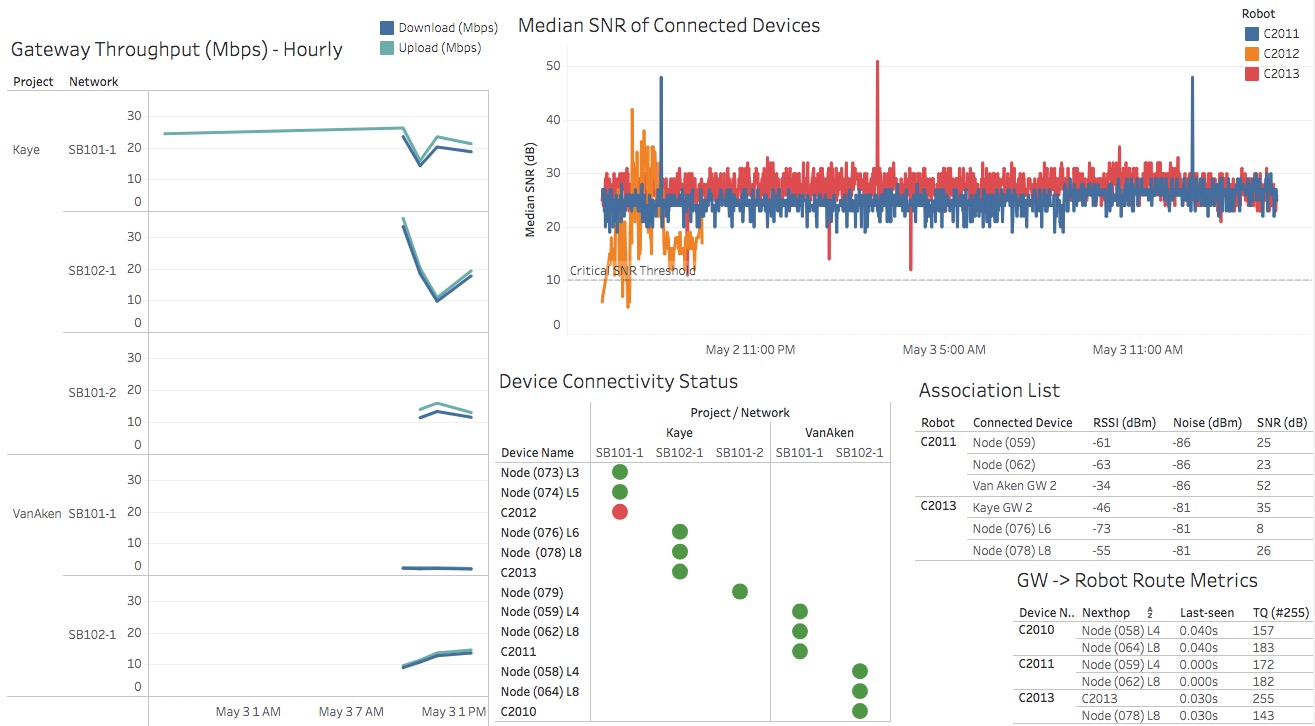 Gateway Throughput (Mbps) - Hourly
Download (Mbps)
Upload (Mbps)
Project Network
Kaye SB101-1
30
20
10
0
SB102-1
30
20
10
0
SB101-2
30
20
10
0
VanAken SB101-1
30
20
10
0
SB102-1
30
20
10
0
May 3 1 AM May 3 7 AM May 3 1 PM
Median SNR of Connected Devices
Robot
C2011
C2012
C2013
Median SNR (dB)
50
40
30
20
10
0
Critical SNR Threshold
May 2 11:00 PM May 3 5:00 AM May 3 11:00 AM
Device Connectivity Status
Project / Network
Kaye VanAken
Device Name SB101-1 SB102-1 SB101-2 SB101-1 SB102-1
Node (073) L3
Node (074) L5
C2012
Node (076) L6
Node (078) L8
C2013
Node (079)
Node (059) L4
Node (062) L8
C2011
Node (058) L4
Node (064) L8
C2010
Association List
Robot Connected Device RSSI (dBm) Noise (dBm) SNR (dB)
C2011 Node (059) -61 -86 25
Node (062) -63 -86 23
Van Aken GW 2 -34 -86 52
C2013 Kaye GW 2 -46 -81 35
Node (076) L6 -73 -81 8
Node (078) L8 -55 -81 26
GW -> Robot Route Metrics
Device N.. Nexthop A Z Last-seen TQ (#255)
C2010 Node (058) L4 0.040s 157
Node (064) L8 0.040s 183
C2011 Node (059) L4 0.000s 172
Node (062) L8 0.000s 182
C2013 C2013 0.030s 255
Node (078) L8 0.030s 143